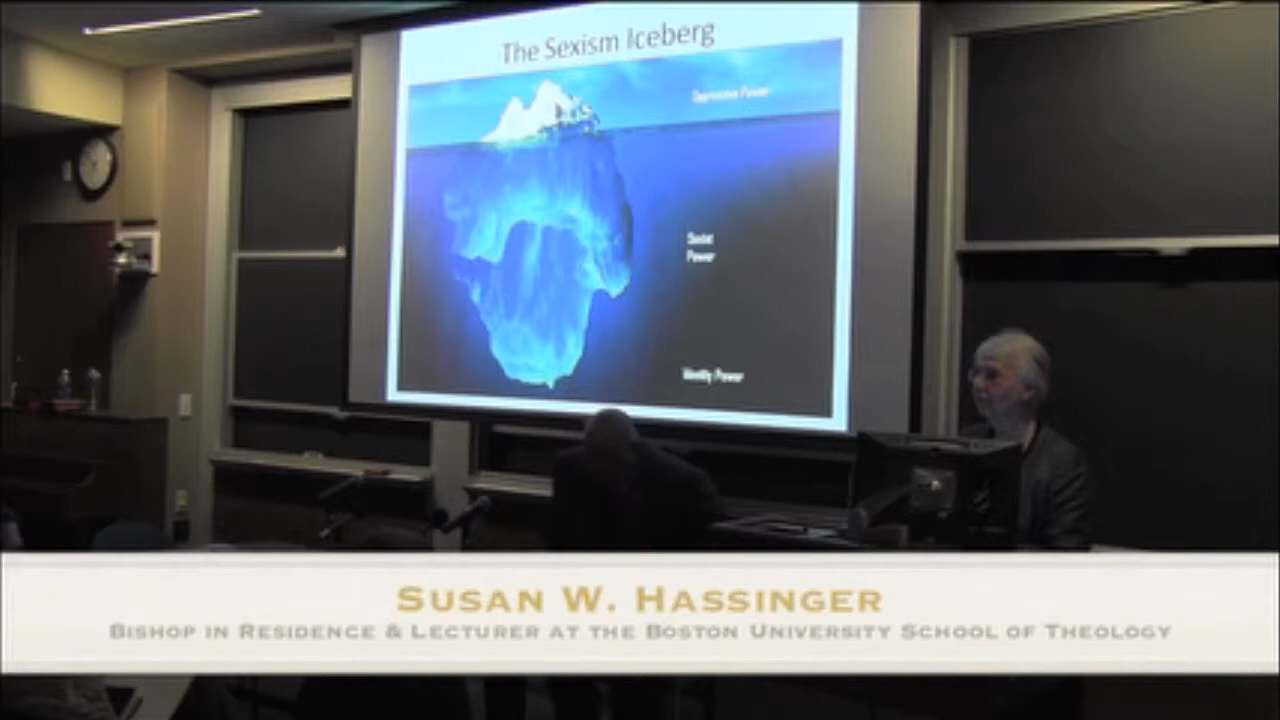 The Sexism Iceberg
Oppressive Power
Sexist
Power
Identity Power
SUSAN W. HASSINGER
BISHOP IN RESIDENCE & LECTURER AT THE BOSTON UNIVERSITY SCHOOL OF THEOLOGY